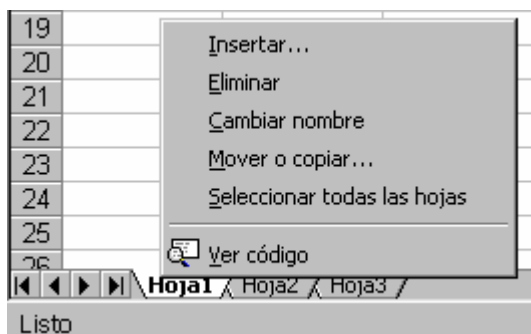 19
Insertar...
20
Eliminar
21
Cambiar nombre
22
Mover o copiar...
23
24
Seleccionar todas las hojas
25
Ver código
26
Hoja1 Hoja2 Hoja3
Listo